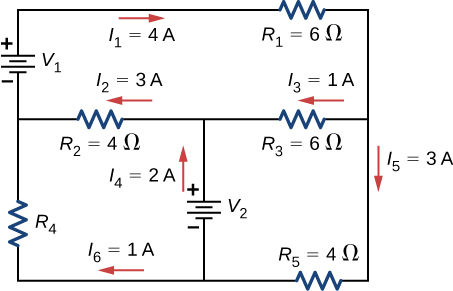 +
I₁ = 4 A
R₁ = 6 Ω
V₁
−
I₂ = 3 A
I₃ = 1 A
R₂ = 4 Ω
R₃ = 6 Ω
I₄ = 2 A
I₅ = 3 A
+
V₂
−
R₄
I₆ = 1 A
R₅ = 4 Ω